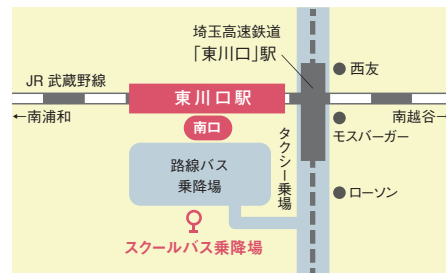 埼玉高速鉄道
「東川口」駅
西友
JR 武蔵野線
東川口駅
←南浦和
南越谷→
南口
モスバーガー
タクシー乗場
路線バス
乗降場
ローソン
スクールバス乗降場